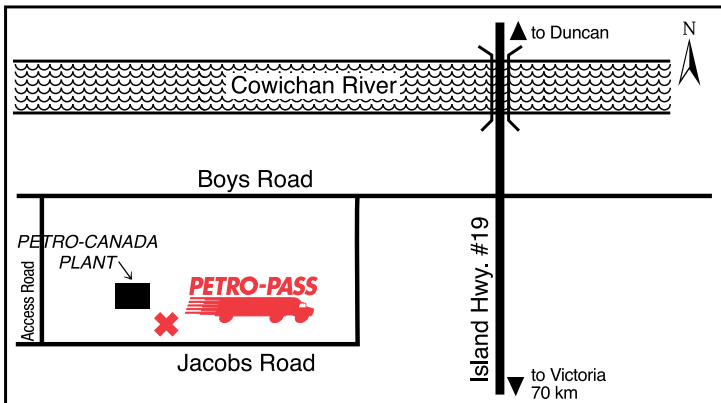 to Duncan
N
Cowichan River
Boys Road
PETRO-CANADA
PLANT
PETRO-PASS
Access Road
Island Hwy. #19
Jacobs Road
to Victoria
70 km